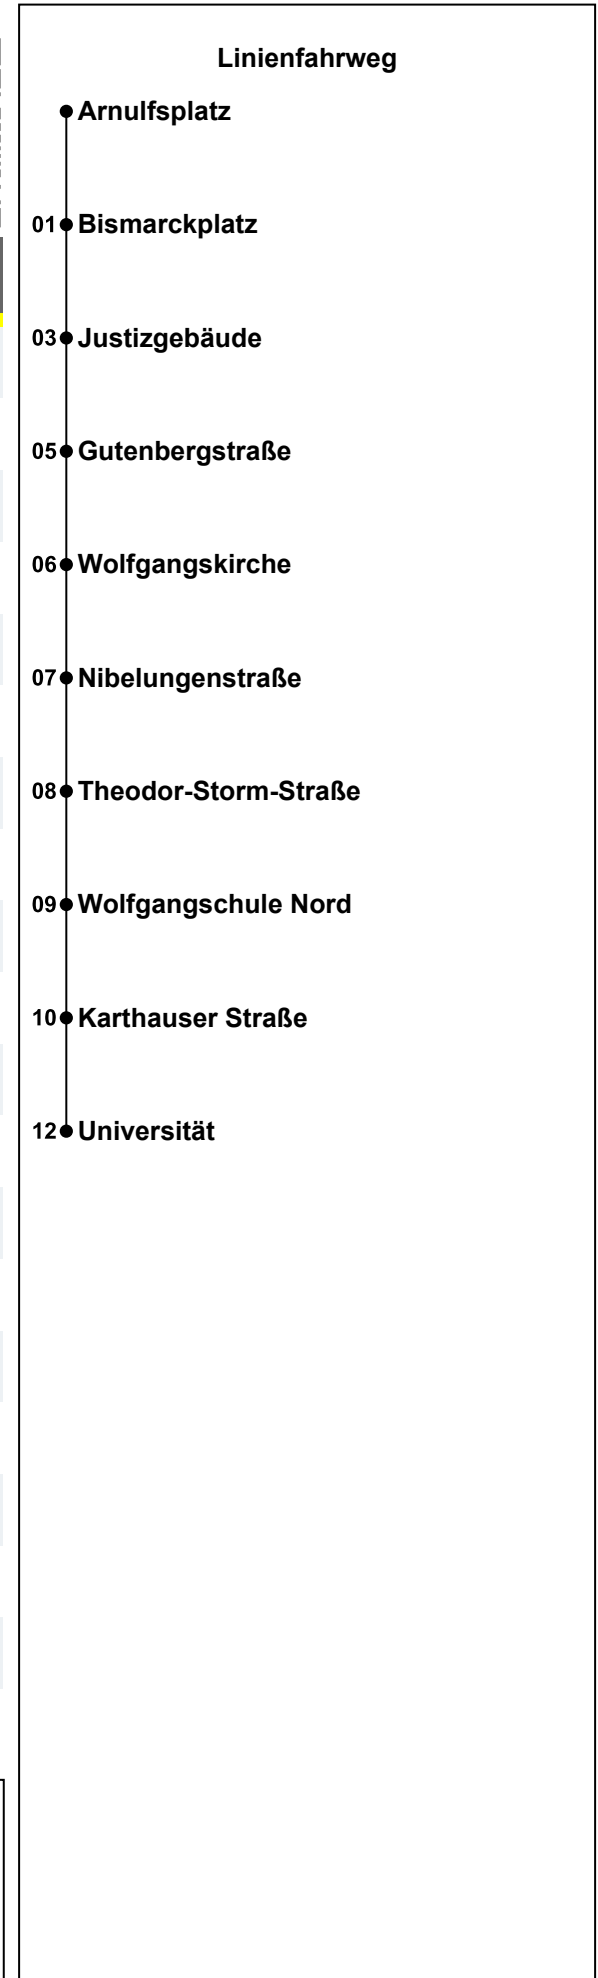 Linienfahrweg
Arnulfsplatz
01 Bismarckplatz
03 Justizgebäude
05 Gutenbergstraße
06 Wolfgangskirche
07 Nibelungenstraße
08 Theodor-Storm-Straße
09 Wolfgangschule Nord
10 Karthauser Straße
12 Universität